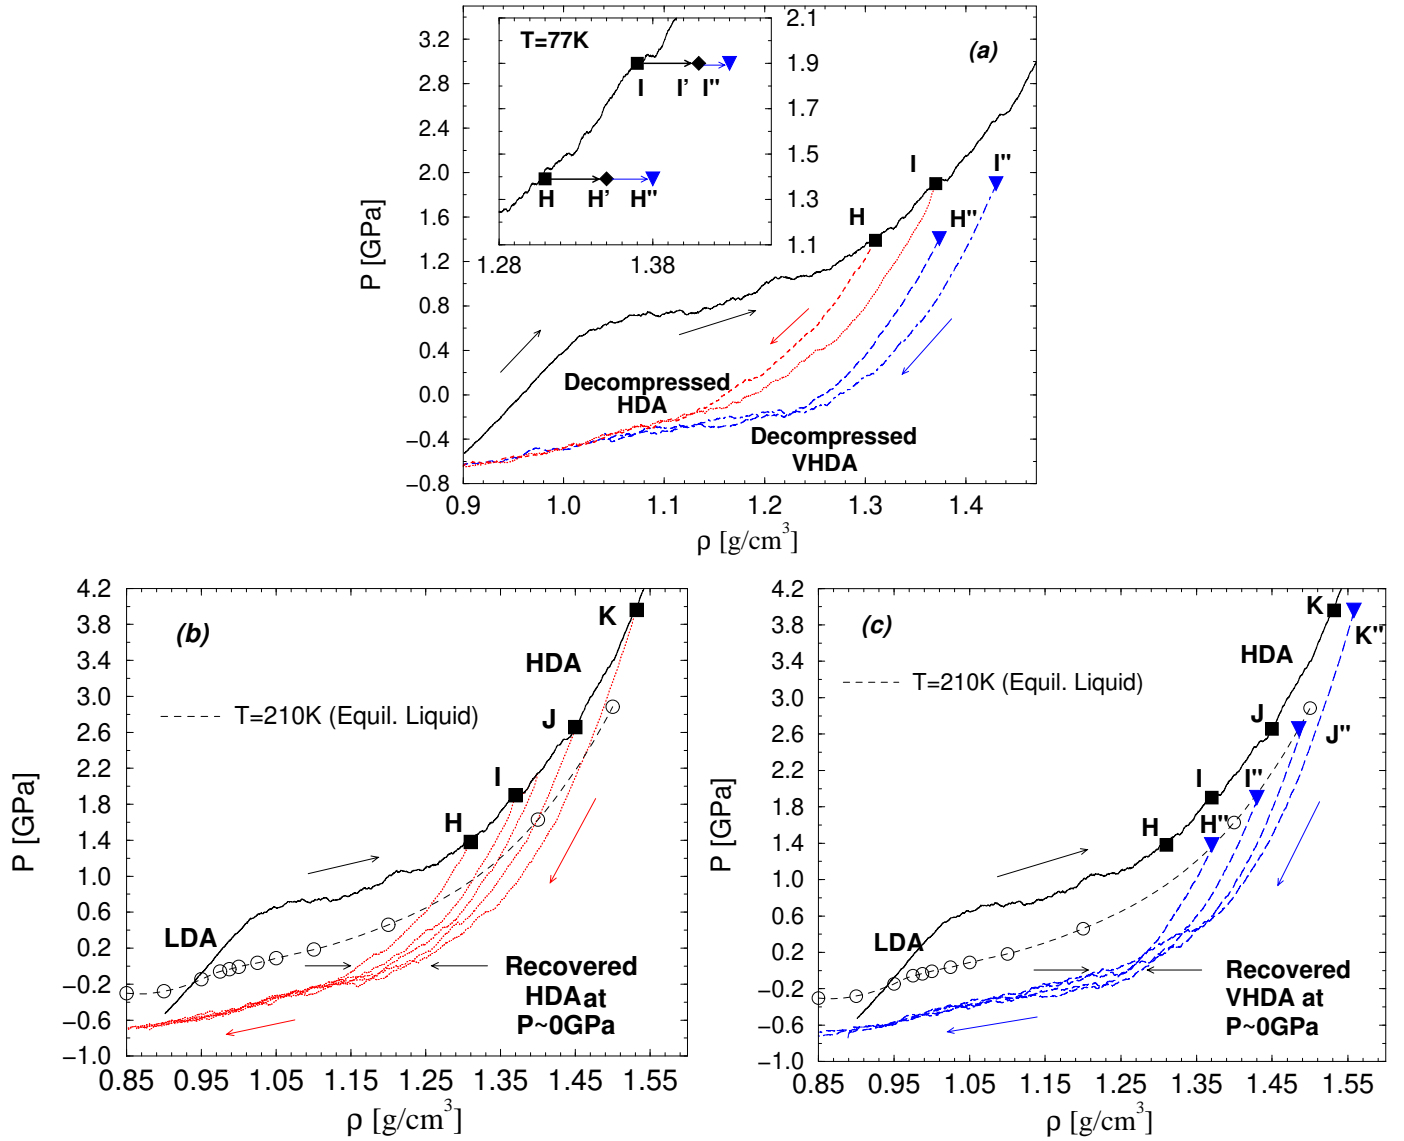 (a)
T=77K
P [GPa]
3.2
2.8
2.4
2.0
1.6
1.2
0.8
0.4
0.0
−0.4
−0.8
2.1
1.9
1.7
1.5
1.3
1.1
1.28
1.38
I
I'
I"
H
H'
H"
I
I"
H
H"
Decompressed
HDA
Decompressed
VHDA
0.9
1.0
1.1
1.2
1.3
1.4
ρ [g/cm3]
(b)
P [GPa]
4.2
3.8
3.4
3.0
2.6
2.2
1.8
1.4
1.0
0.6
0.2
−0.2
−0.6
−1.0
K
HDA
J
T=210K (Equil. Liquid)
I
H
LDA
Recovered
HDA at
P~0GPa
0.85
0.95
1.05
1.15
1.25
1.35
1.45
1.55
ρ [g/cm3]
(c)
P [GPa]
4.2
3.8
3.4
3.0
2.6
2.2
1.8
1.4
1.0
0.6
0.2
−0.2
−0.6
−1.0
K
K"
HDA
T=210K (Equil. Liquid)
J
J"
I
I"
H
H"
LDA
Recovered
VHDA at
P~0GPa
0.85
0.95
1.05
1.15
1.25
1.35
1.45
1.55
ρ [g/cm3]